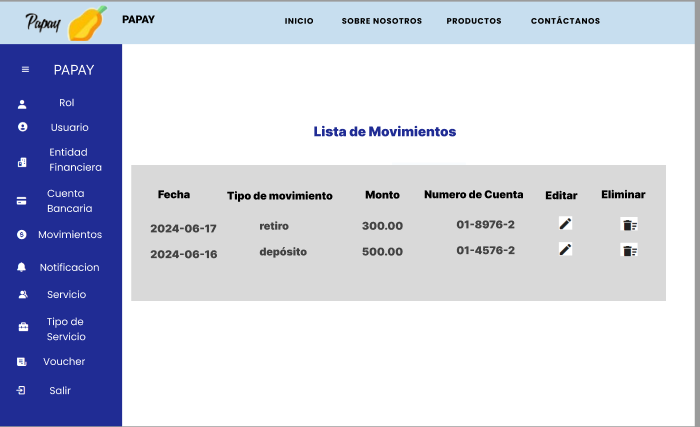 Papay
PAPAY
INICIO
SOBRE NOSOTROS
PRODUCTOS
CONTÁCTANOS
PAPAY
Rol
Usuario
Entidad
Financiera
Cuenta
Bancaria
Movimientos
Notificacion
Servicio
Tipo de
Servicio
Voucher
Salir
Lista de Movimientos
Fecha Tipo de movimiento Monto Numero de Cuenta Editar Eliminar
2024-06-17 retiro 300.00 01-8976-2
2024-06-16 depósito 500.00 01-4576-2